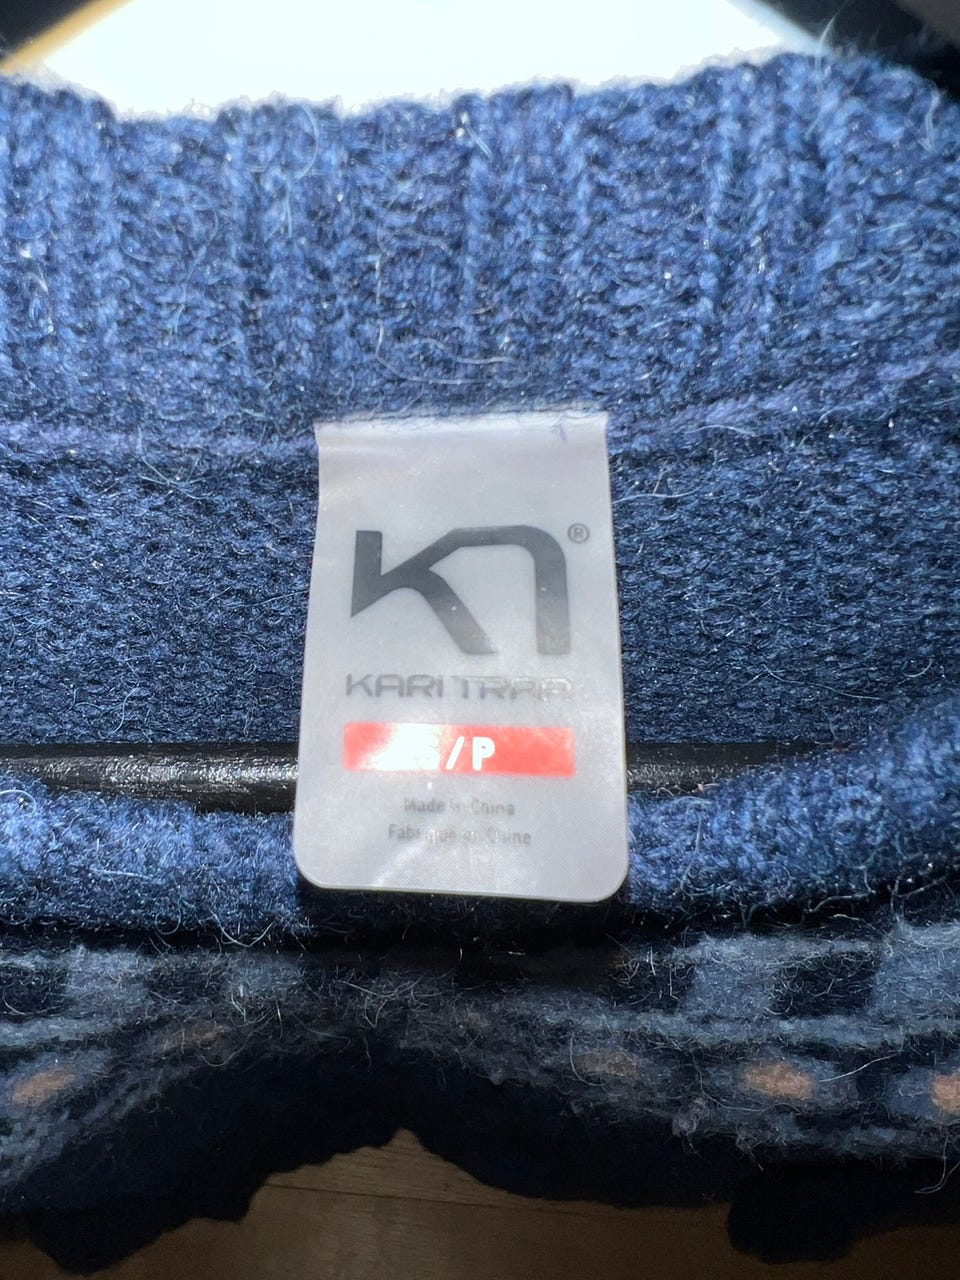 ®
KARI TRAA
S/P
Made in China
Fabriqué en Chine